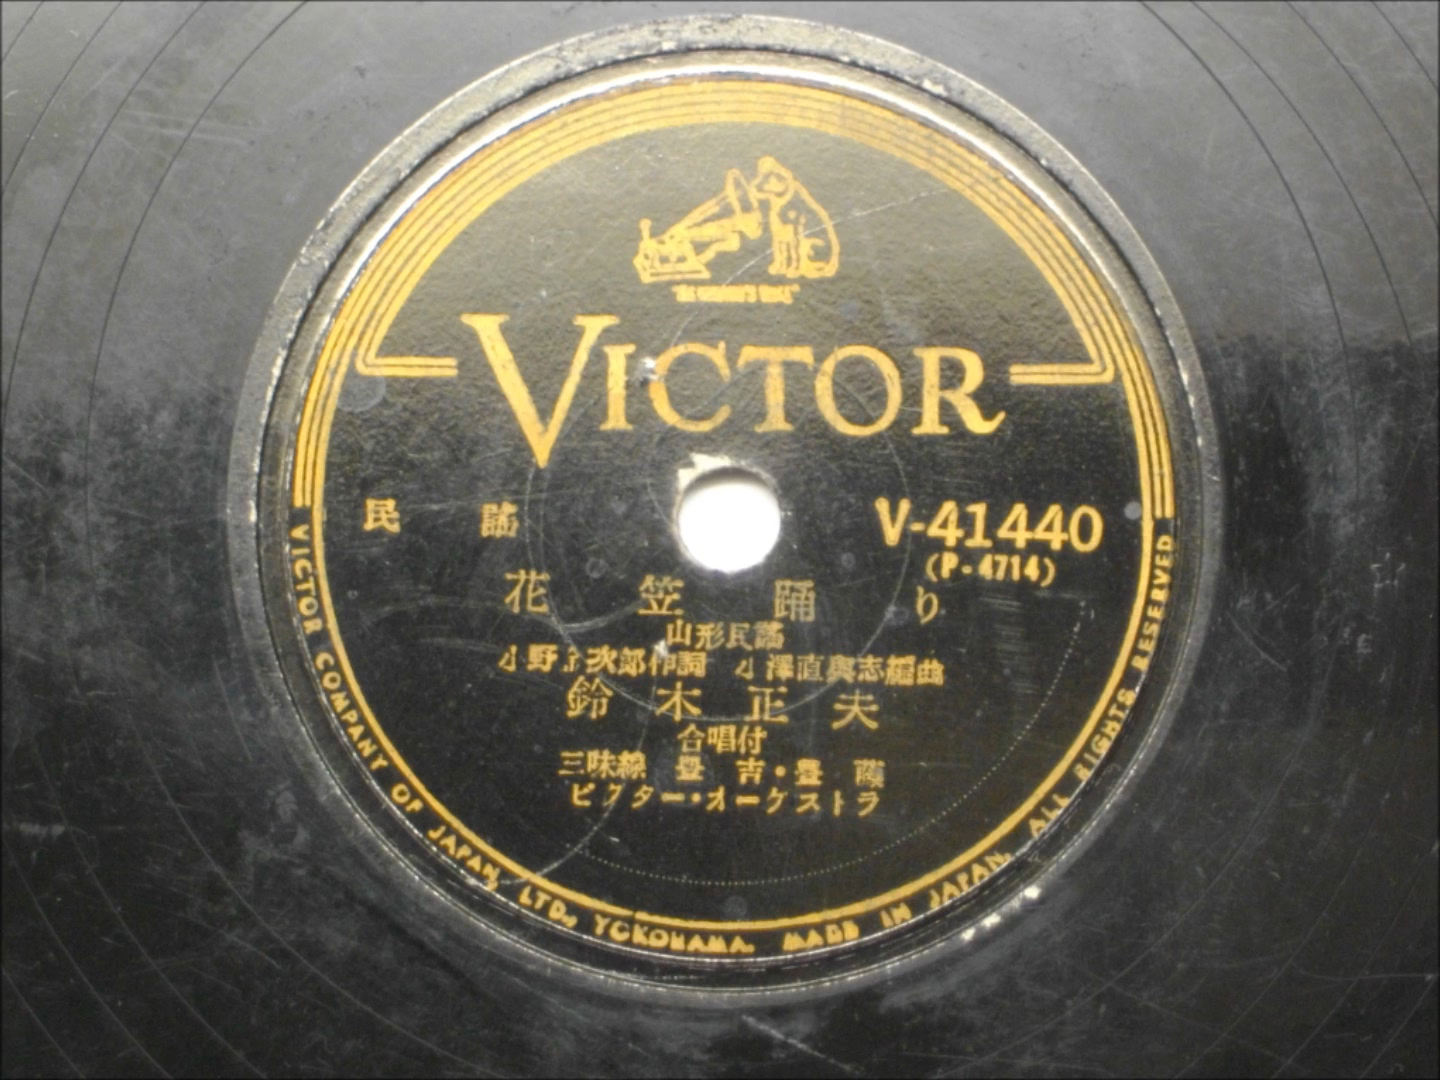 "HIS MASTER'S VOICE"
VICTOR
民謡
V-41440
(P-4714)
花笠踊り
山形民謡
小野金次郎作詞 小澤直與志編曲
鈴木正夫
合唱付
三味線 豊吉・豊藤
ビクター・オーケストラ
VICTOR COMPANY OF JAPAN, LTD., YOKOHAMA. MADE IN JAPAN. ALL RIGHTS RESERVED